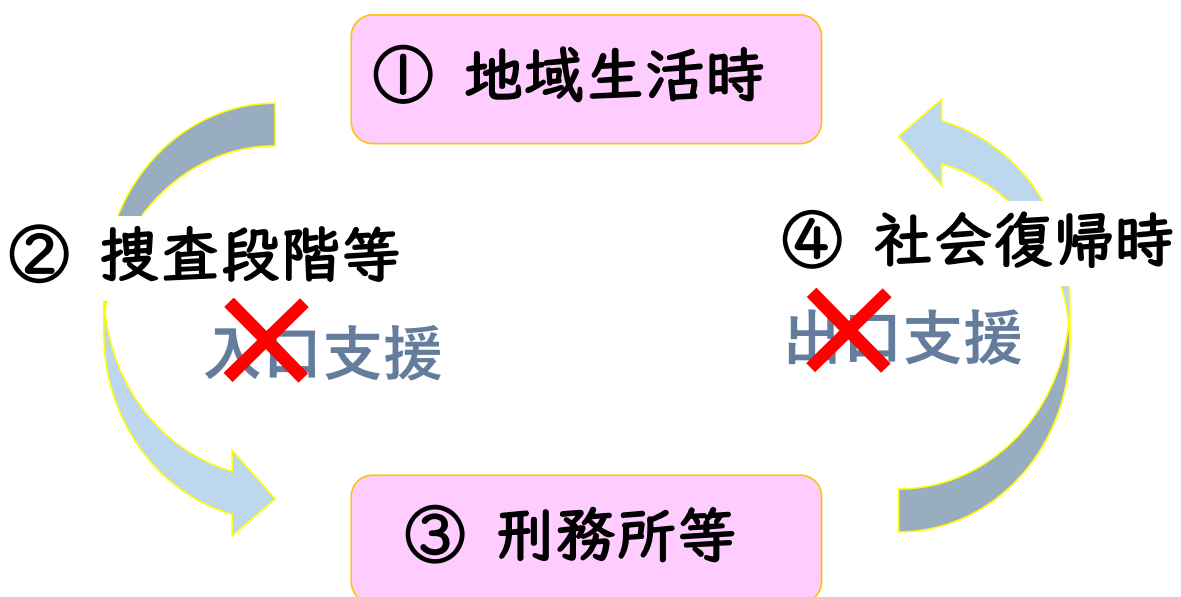 ① 地域生活時
② 捜査段階等
入口支援
④ 社会復帰時
出口支援
③ 刑務所等